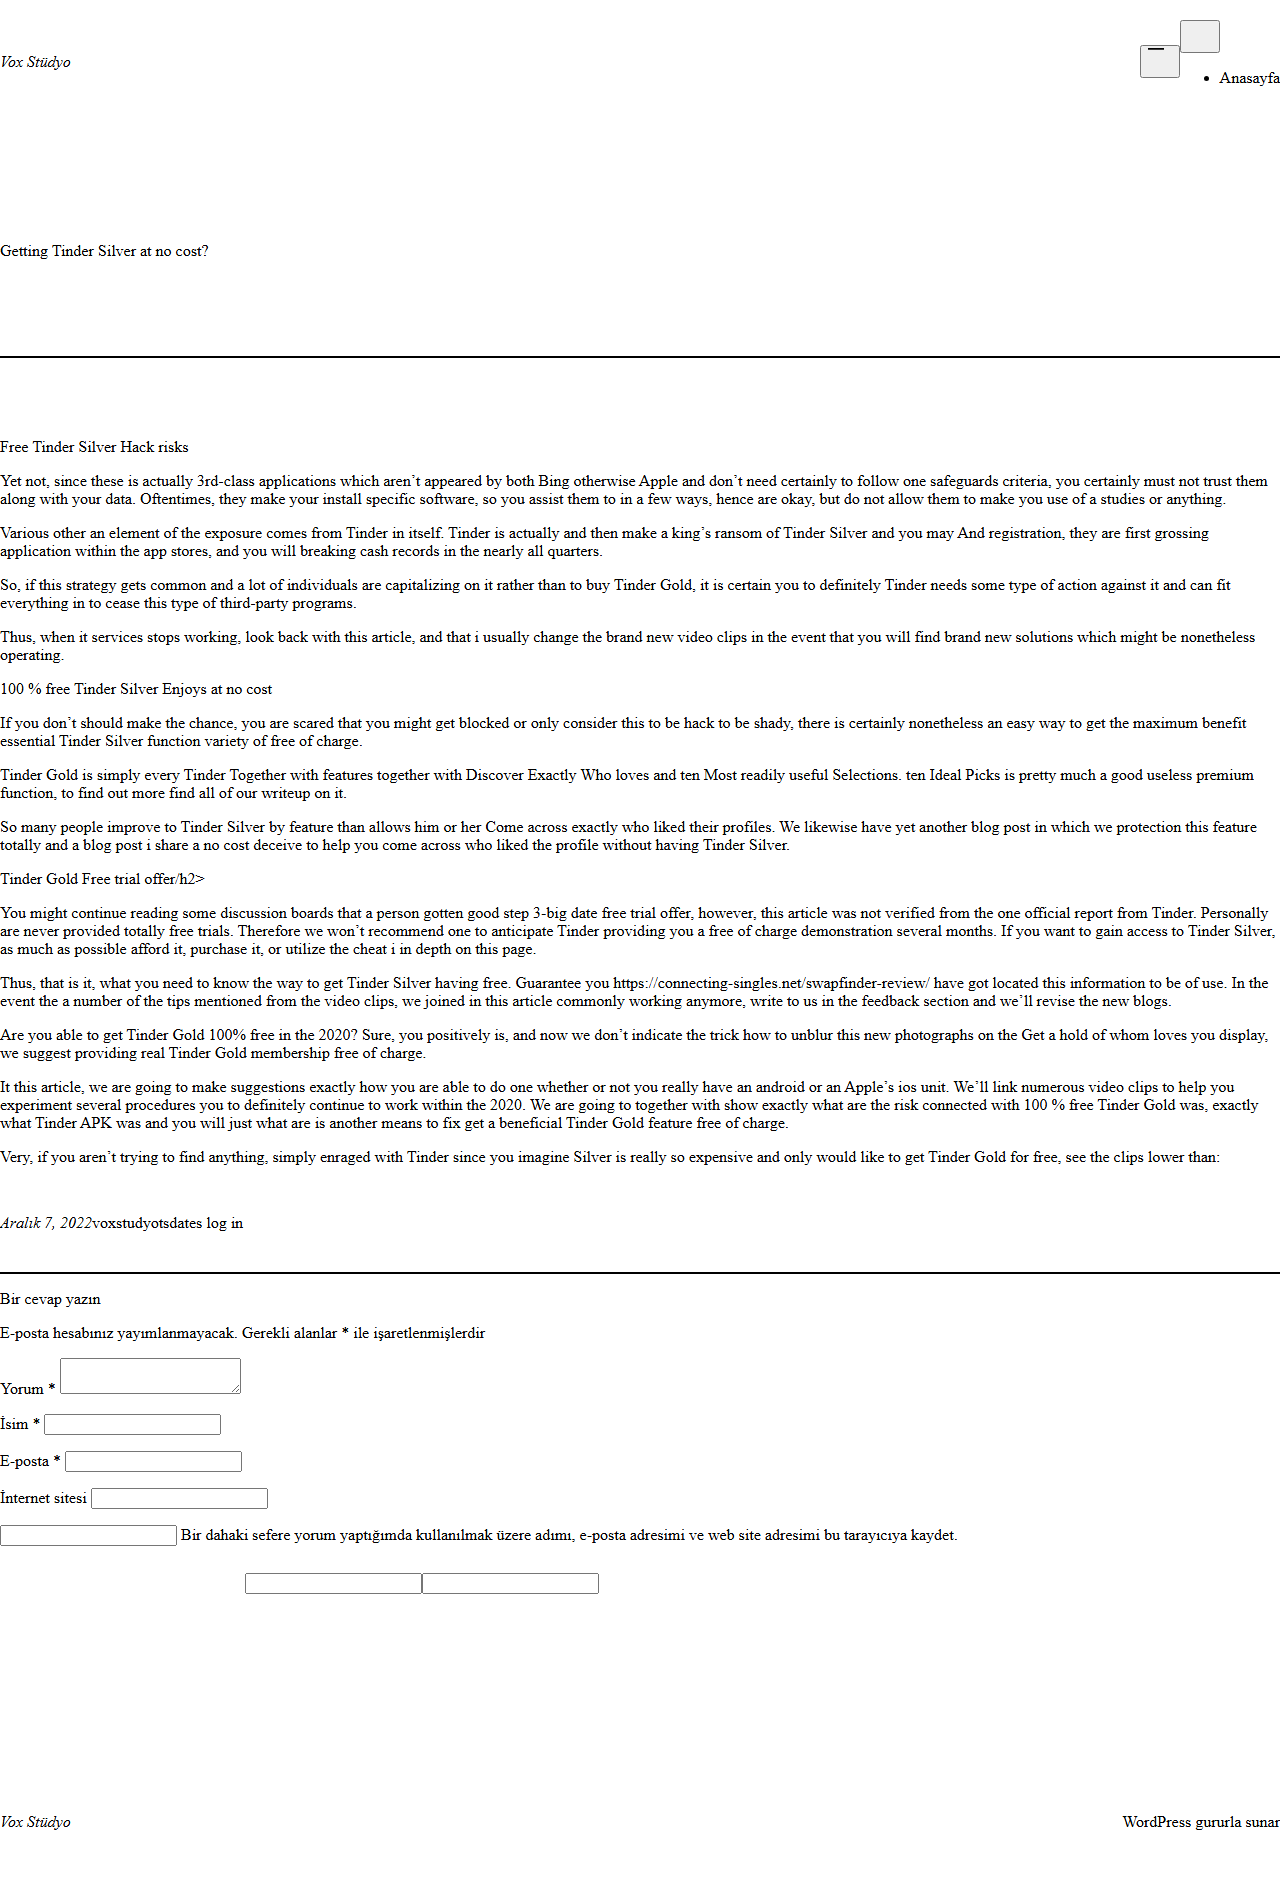 Vox Stüdyo
Anasayfa
Getting Tinder Silver at no cost?
Free Tinder Silver Hack risks
Yet not, since these is actually 3rd-class applications which aren’t appeared by both Bing otherwise Apple and don’t need certainly to follow one safeguards criteria, you certainly must not trust them
along with your data. Oftentimes, they make your install specific software, so you assist them to in a few ways, hence are okay, but do not allow them to make you use of a studies or anything.
Various other an element of the exposure comes from Tinder in itself. Tinder is actually and then make a king’s ransom of Tinder Silver and you may And registration, they are first grossing
application within the app stores, and you will breaking cash records in the nearly all quarters.
So, if this strategy gets common and a lot of individuals are capitalizing on it rather than to buy Tinder Gold, it is certain you to definitely Tinder needs some type of action against it and can fit
everything in to cease this type of third-party programs.
Thus, when it services stops working, look back with this article, and that i usually change the brand new video clips in the event that you will find brand new solutions which might be nonetheless
operating.
100 % free Tinder Silver Enjoys at no cost
If you don’t should make the chance, you are scared that you might get blocked or only consider this to be hack to be shady, there is certainly nonetheless an easy way to get the maximum benefit
essential Tinder Silver function variety of free of charge.
Tinder Gold is simply every Tinder Together with features together with Discover Exactly Who loves and ten Most readily useful Selections. ten Ideal Picks is pretty much a good useless premium
function, to find out more find all of our writeup on it.
So many people improve to Tinder Silver by feature than allows him or her Come across exactly who liked their profiles. We likewise have yet another blog post in which we protection this feature
totally and a blog post i share a no cost deceive to help you come across who liked the profile without having Tinder Silver.
Tinder Gold Free trial offer/h2>
You might continue reading some discussion boards that a person gotten good step 3-big date free trial offer, however, this article was not verified from the one official report from Tinder. Personally
are never provided totally free trials. Therefore we won’t recommend one to anticipate Tinder providing you a free of charge demonstration several months. If you want to gain access to Tinder Silver,
as much as possible afford it, purchase it, or utilize the cheat i in depth on this page.
Thus, that is it, what you need to know the way to get Tinder Silver having free. Guarantee you https://connecting-singles.net/swapfinder-review/ have got located this information to be of use. In the
event the a number of the tips mentioned from the video clips, we joined in this article commonly working anymore, write to us in the feedback section and we’ll revise the new blogs.
Are you able to get Tinder Gold 100% free in the 2020? Sure, you positively is, and now we don’t indicate the trick how to unblur this new photographs on the Get a hold of whom loves you display,
we suggest providing real Tinder Gold membership free of charge.
It this article, we are going to make suggestions exactly how you are able to do one whether or not you really have an android or an Apple’s ios unit. We’ll link numerous video clips to help you
experiment several procedures you to definitely continue to work within the 2020. We are going to together with show exactly what are the risk connected with 100 % free Tinder Gold was, exactly
what Tinder APK was and you will just what are is another means to fix get a beneficial Tinder Gold feature free of charge.
Very, if you aren’t trying to find anything, simply enraged with Tinder since you imagine Silver is really so expensive and only would like to get Tinder Gold for free, see the clips lower than:
Aralık 7, 2022voxstudyotsdates log in
Bir cevap yazın
E-posta hesabınız yayımlanmayacak. Gerekli alanlar * ile işaretlenmişlerdir
Yorum *
İsim *
E-posta *
İnternet sitesi
Bir dahaki sefere yorum yaptığımda kullanılmak üzere adımı, e-posta adresimi ve web site adresimi bu tarayıcıya kaydet.
Vox Stüdyo
WordPress gururla sunar